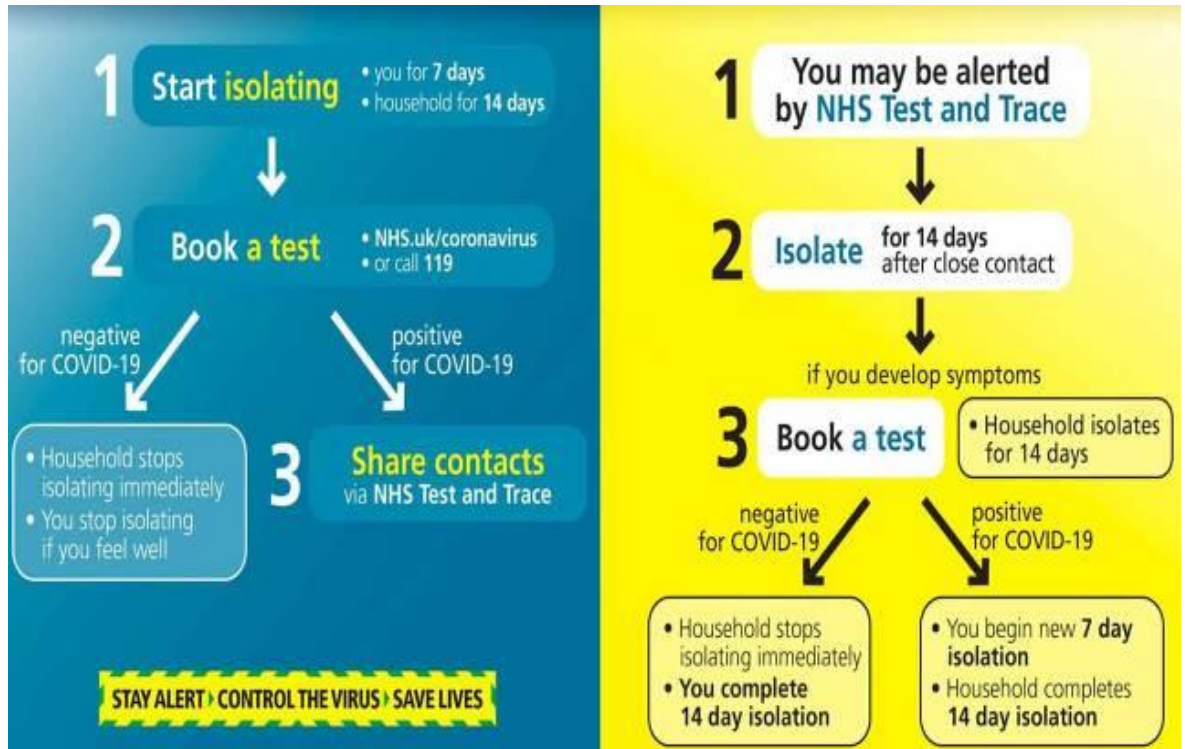 1
Start isolating
• you for 7 days
• household for 14 days
2
Book a test
• NHS.uk/coronavirus
• or call 119
negative
for COVID-19
positive
for COVID-19
• Household stops
isolating immediately
• You stop isolating
if you feel well
3
Share contacts
via NHS Test and Trace
STAY ALERT CONTROL THE VIRUS SAVE LIVES
1
You may be alerted
by NHS Test and Trace
2
Isolate
for 14 days
after close contact
if you develop symptoms
3
Book a test
• Household isolates
for 14 days
negative
for COVID-19
positive
for COVID-19
• Household stops
isolating immediately
• You complete
14 day isolation
• You begin new 7 day
isolation
• Household completes
14 day isolation